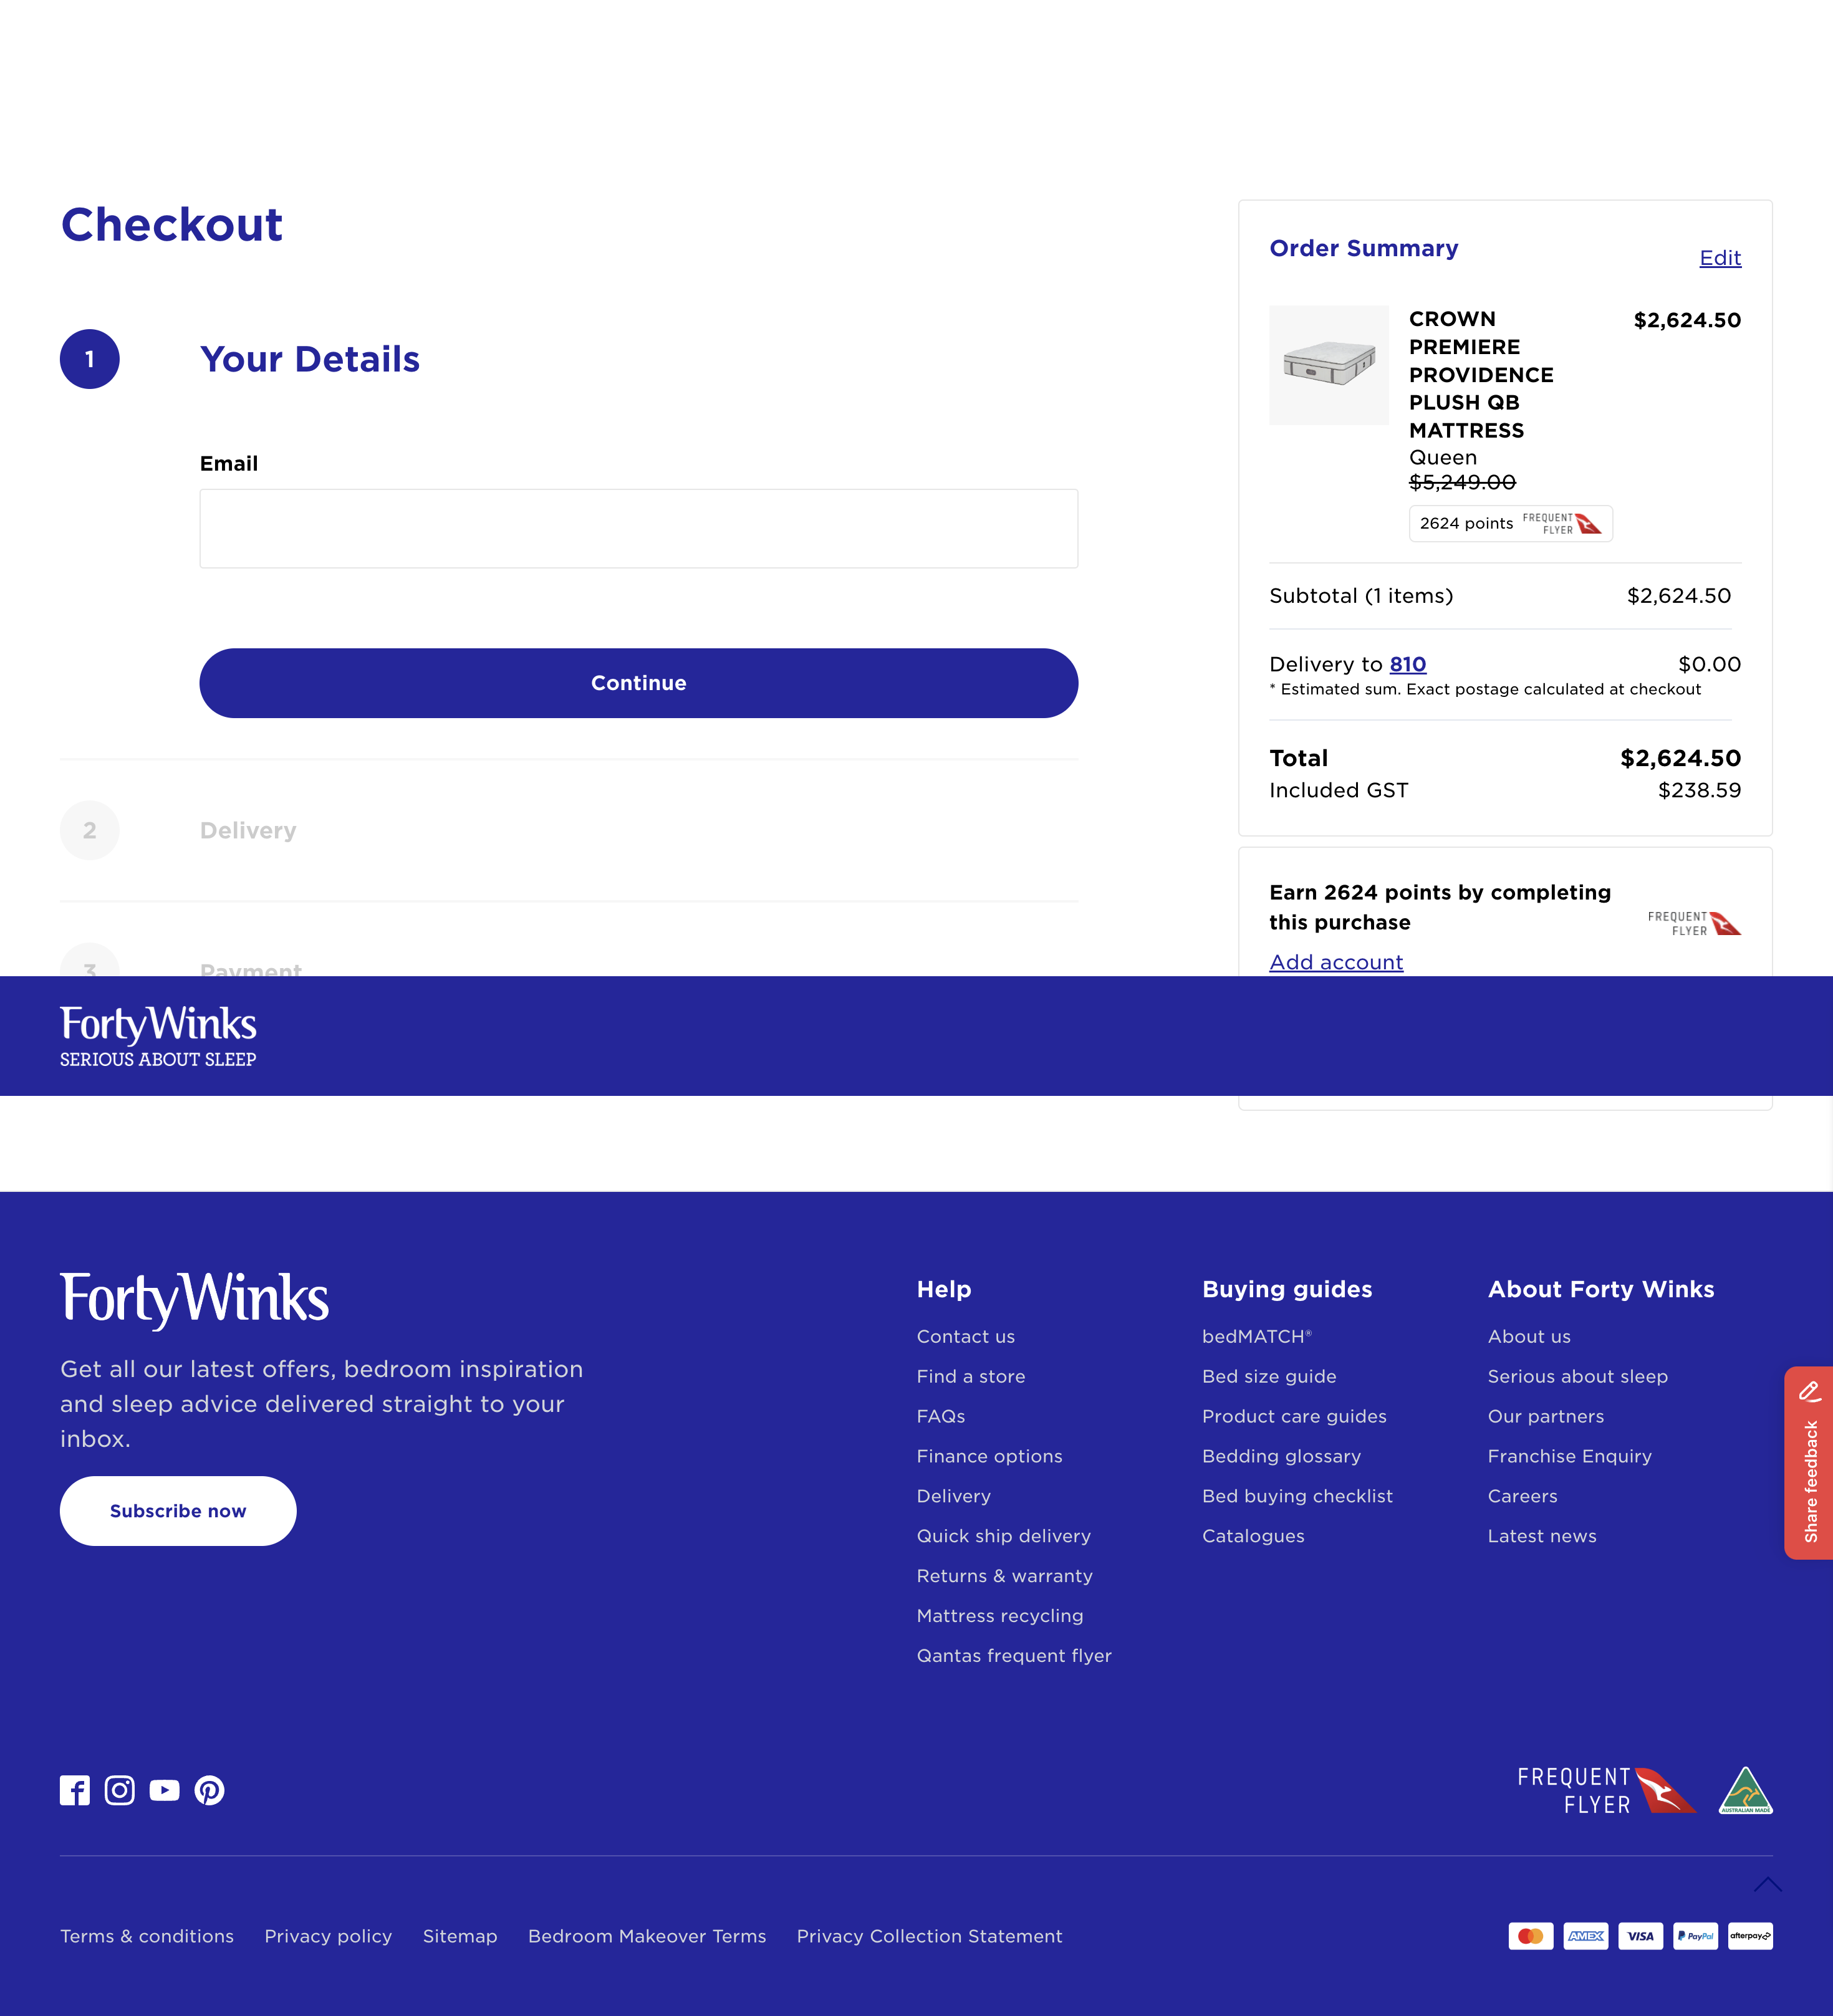 Checkout
1
Your Details
Email
Continue
2
Delivery
3
Payment
Order Summary
Edit
CROWN
PREMIERE
PROVIDENCE
PLUSH QB
MATTRESS
$2,624.50
Queen
$5,249.00
2624 points
FREQUENT
FLYER
Subtotal (1 items) $2,624.50
Delivery to 810 $0.00
* Estimated sum. Exact postage calculated at checkout
Total $2,624.50
Included GST $238.59
Earn 2624 points by completing
this purchase
FREQUENT
FLYER
Add account
FortyWinks
SERIOUS ABOUT SLEEP
FortyWinks
Get all our latest offers, bedroom inspiration
and sleep advice delivered straight to your
inbox.
Subscribe now
Help
Contact us
Find a store
FAQs
Finance options
Delivery
Quick ship delivery
Returns & warranty
Mattress recycling
Qantas frequent flyer
Buying guides
bedMATCH®
Bed size guide
Product care guides
Bedding glossary
Bed buying checklist
Catalogues
About Forty Winks
About us
Serious about sleep
Our partners
Franchise Enquiry
Careers
Latest news
Share feedback
FREQUENT
FLYER
AUSTRALIAN MADE
Terms & conditions Privacy policy Sitemap Bedroom Makeover Terms Privacy Collection Statement
AMEX VISA PayPal afterpay